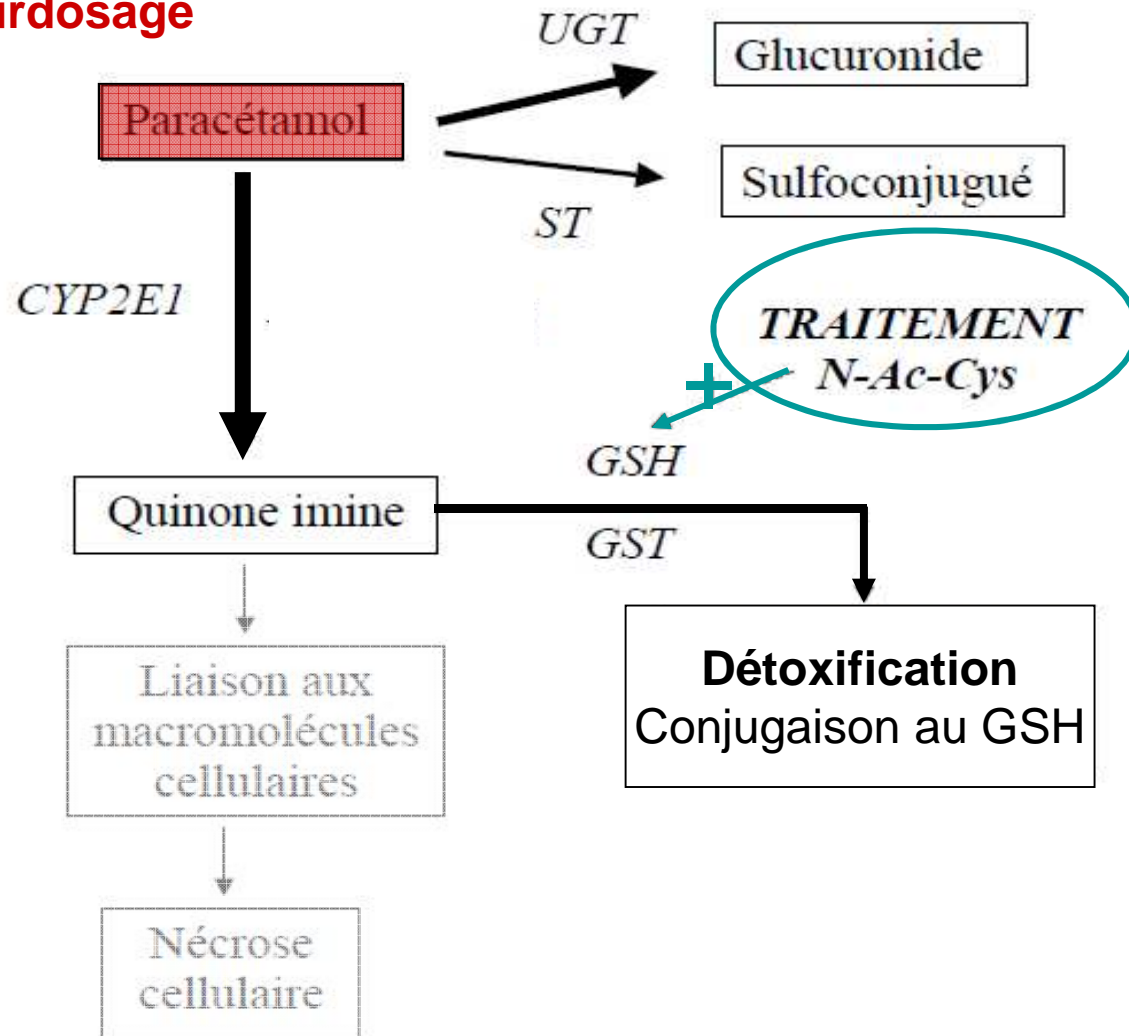 urdosage
UGT
Glucuronide
Paracétamol
Sulfoconjugué
ST
CYP2E1
TRAITEMENT
N-Ac-Cys
+
GSH
Quinone imine
GST
Détoxification
Conjugaison au GSH
Liaison aux
macromolécules
cellulaires
Nécrose
cellulaire